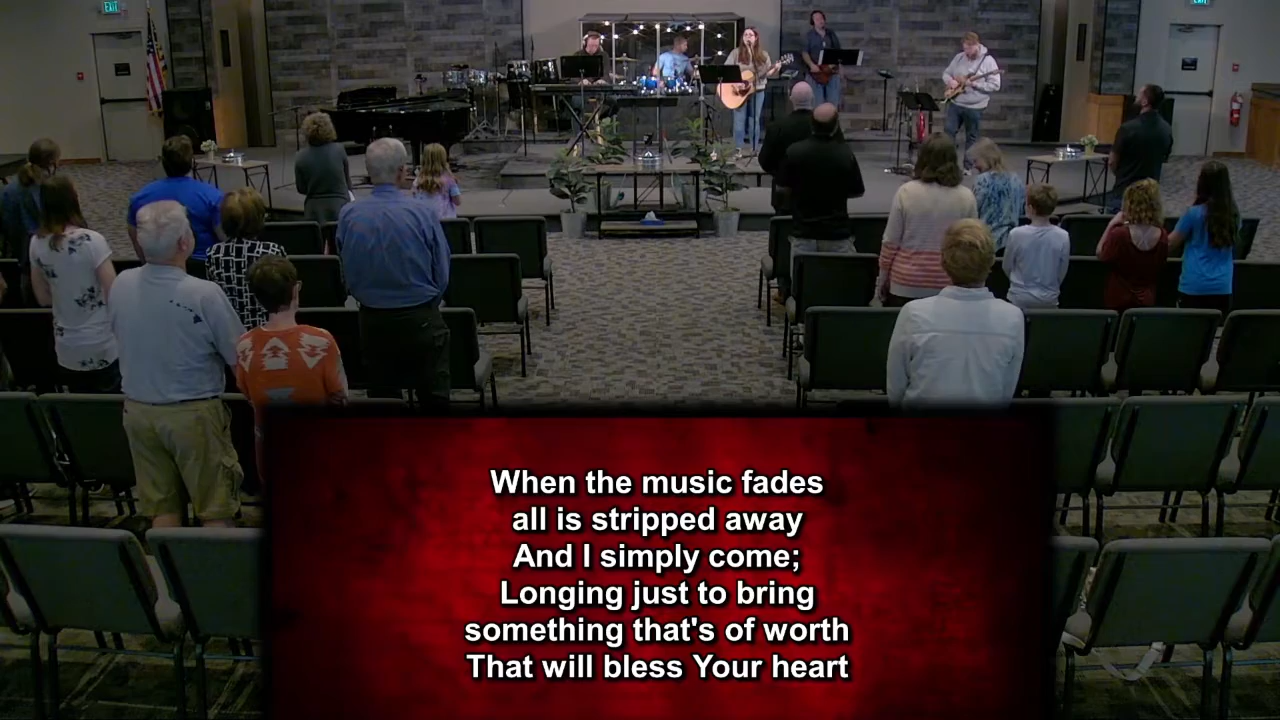 EXIT
When the music fades
all is stripped away
And I simply come;
Longing just to bring
something that's of worth
That will bless Your heart